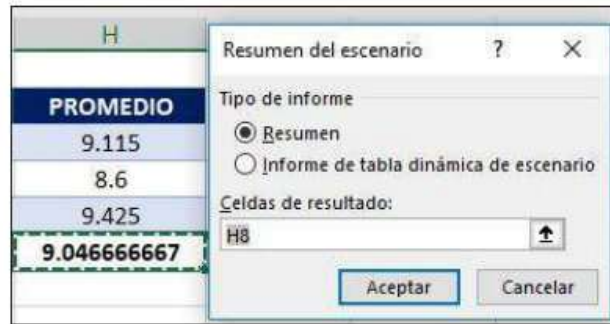 H
PROMEDIO
9.115
8.6
9.425
9.046666667
Resumen del escenario ? ×
Tipo de informe
Resumen
Informe de tabla dinámica de escenario
Celdas de resultado:
H8
Aceptar Cancelar